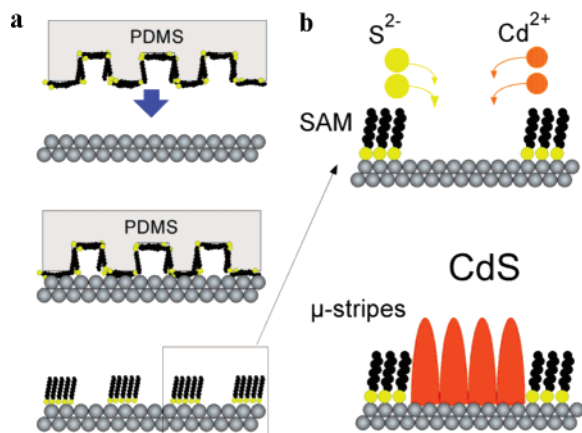 a
PDMS
PDMS
b
S²⁻
Cd²⁺
SAM
CdS
μ-stripes